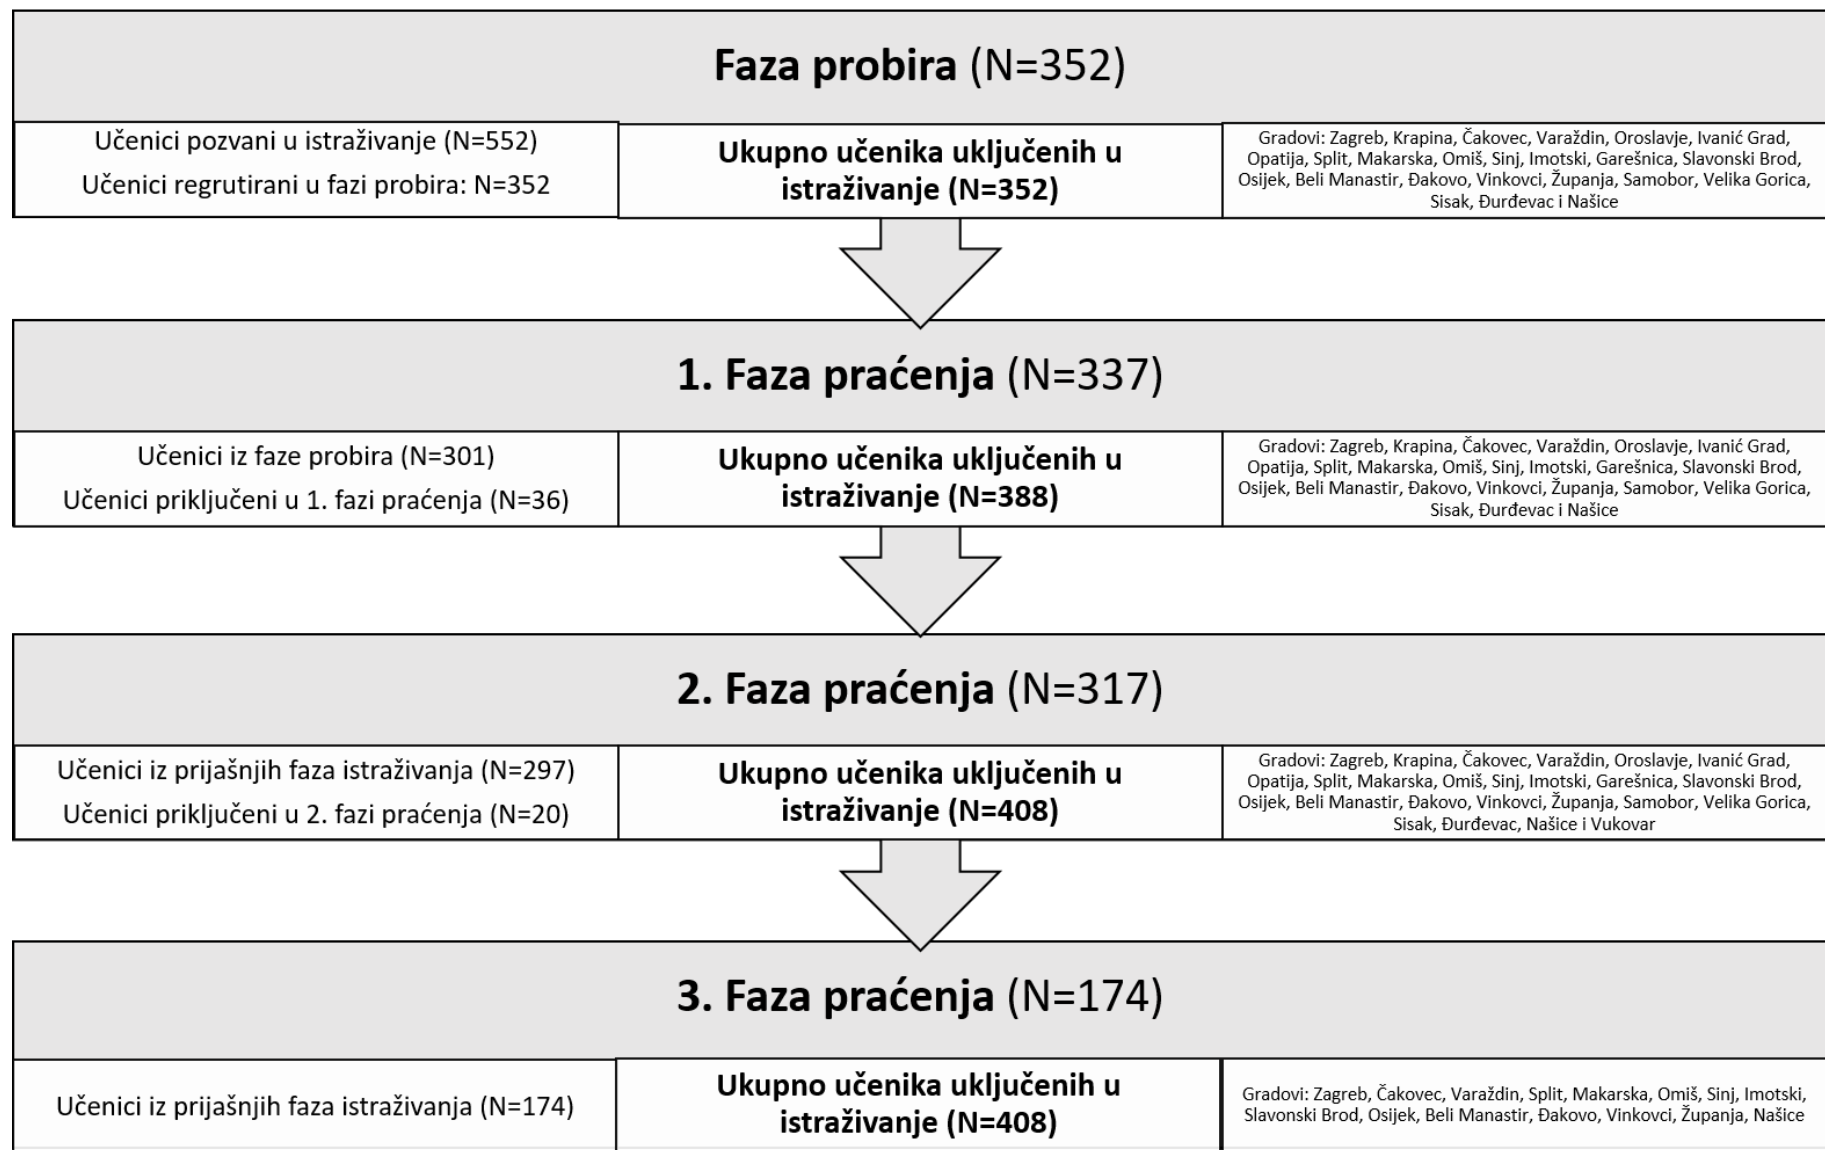 Faza probira (N=352)
Učenici pozvani u istraživanje (N=552)
Učenici regrutirani u fazi probira: N=352
Ukupno učenika uključenih u
istraživanje (N=352)
Gradovi: Zagreb, Krapina, Čakovec, Varaždin, Oroslavje, Ivanić Grad,
Opatija, Split, Makarska, Omiš, Sinj, Imotski, Garešnica, Slavonski Brod,
Osijek, Beli Manastir, Đakovo, Vinkovci, Županja, Samobor, Velika Gorica,
Sisak, Đurđevac i Našice
1. Faza praćenja (N=337)
Učenici iz faze probira (N=301)
Učenici priključeni u 1. fazi praćenja (N=36)
Ukupno učenika uključenih u
istraživanje (N=388)
Gradovi: Zagreb, Krapina, Čakovec, Varaždin, Oroslavje, Ivanić Grad,
Opatija, Split, Makarska, Omiš, Sinj, Imotski, Garešnica, Slavonski Brod,
Osijek, Beli Manastir, Đakovo, Vinkovci, Županja, Samobor, Velika Gorica,
Sisak, Đurđevac i Našice
2. Faza praćenja (N=317)
Učenici iz prijašnjih faza istraživanja (N=297)
Učenici priključeni u 2. fazi praćenja (N=20)
Ukupno učenika uključenih u
istraživanje (N=408)
Gradovi: Zagreb, Krapina, Čakovec, Varaždin, Oroslavje, Ivanić Grad,
Opatija, Split, Makarska, Omiš, Sinj, Imotski, Garešnica, Slavonski Brod,
Osijek, Beli Manastir, Đakovo, Vinkovci, Županja, Samobor, Velika Gorica,
Sisak, Đurđevac, Našice i Vukovar
3. Faza praćenja (N=174)
Učenici iz prijašnjih faza istraživanja (N=174)
Ukupno učenika uključenih u
istraživanje (N=408)
Gradovi: Zagreb, Čakovec, Varaždin, Split, Makarska, Omiš, Sinj, Imotski,
Slavonski Brod, Osijek, Beli Manastir, Đakovo, Vinkovci, Županja, Našice